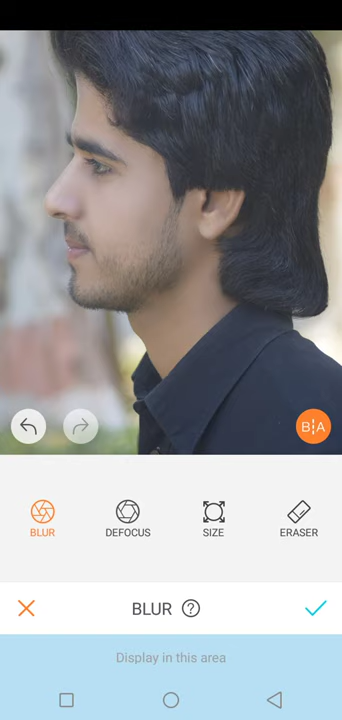 B|A
BLUR
DEFOCUS
SIZE
ERASER
BLUR ?
Display in this area